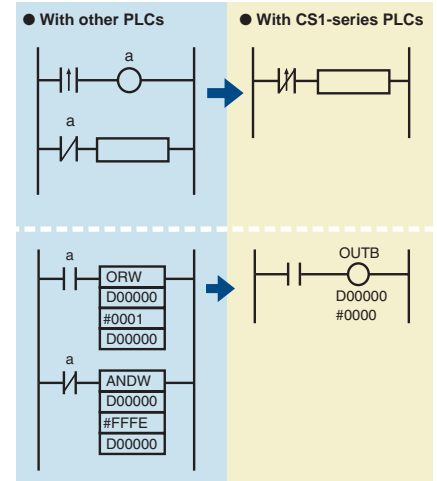 ● With other PLCs
● With CS1-series PLCs
a
a
a
ORW
D00000
#0001
D00000
a
ANDW
D00000
#FFFE
D00000
OUTB
D00000
#0000